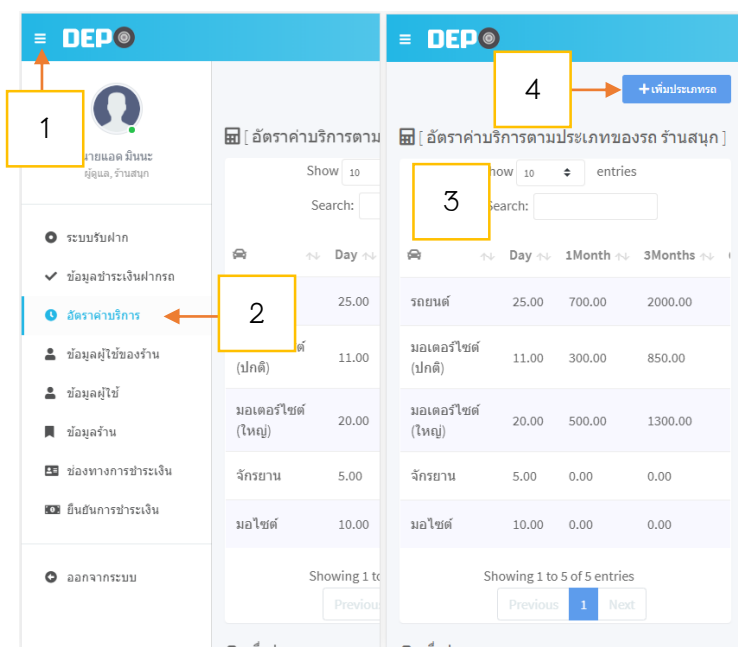 DEPO
1
นายแอด มินนะ
ผู้ดูแล, ร้านสนุก
ระบบรับฝาก
ข้อมูลชำระเงินฝากรถ
อัตราค่าบริการ
2
ข้อมูลผู้ใช้ของร้าน
ข้อมูลผู้ใช้
ข้อมูลร้าน
ช่องทางการชำระเงิน
ยืนยันการชำระเงิน
ออกจากระบบ
[ อัตราค่าบริการตาม
Show 10
Search:
Day
25.00
(ปกติ) 11.00
มอเตอร์ไซต์
(ใหญ่) 20.00
จักรยาน 5.00
มอไซต์ 10.00
Showing 1 to
Previous
DEPO
4
+ เพิ่มประเภทรถ
[ อัตราค่าบริการตามประเภทของรถ ร้านสนุก ]
3
Show 10 entries
Search:
Day 1Month 3Months
รถยนต์ 25.00 700.00 2000.00
มอเตอร์ไซต์
(ปกติ) 11.00 300.00 850.00
มอเตอร์ไซต์
(ใหญ่) 20.00 500.00 1300.00
จักรยาน 5.00 0.00 0.00
มอไซต์ 10.00 0.00 0.00
Showing 1 to 5 of 5 entries
Previous 1 Next